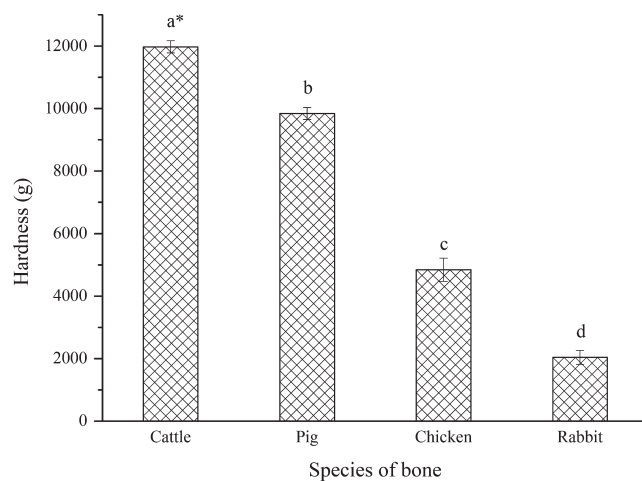 Hardness (g)
12000
10000
8000
6000
4000
2000
0
a*
b
c
d
Cattle
Pig
Chicken
Rabbit
Species of bone